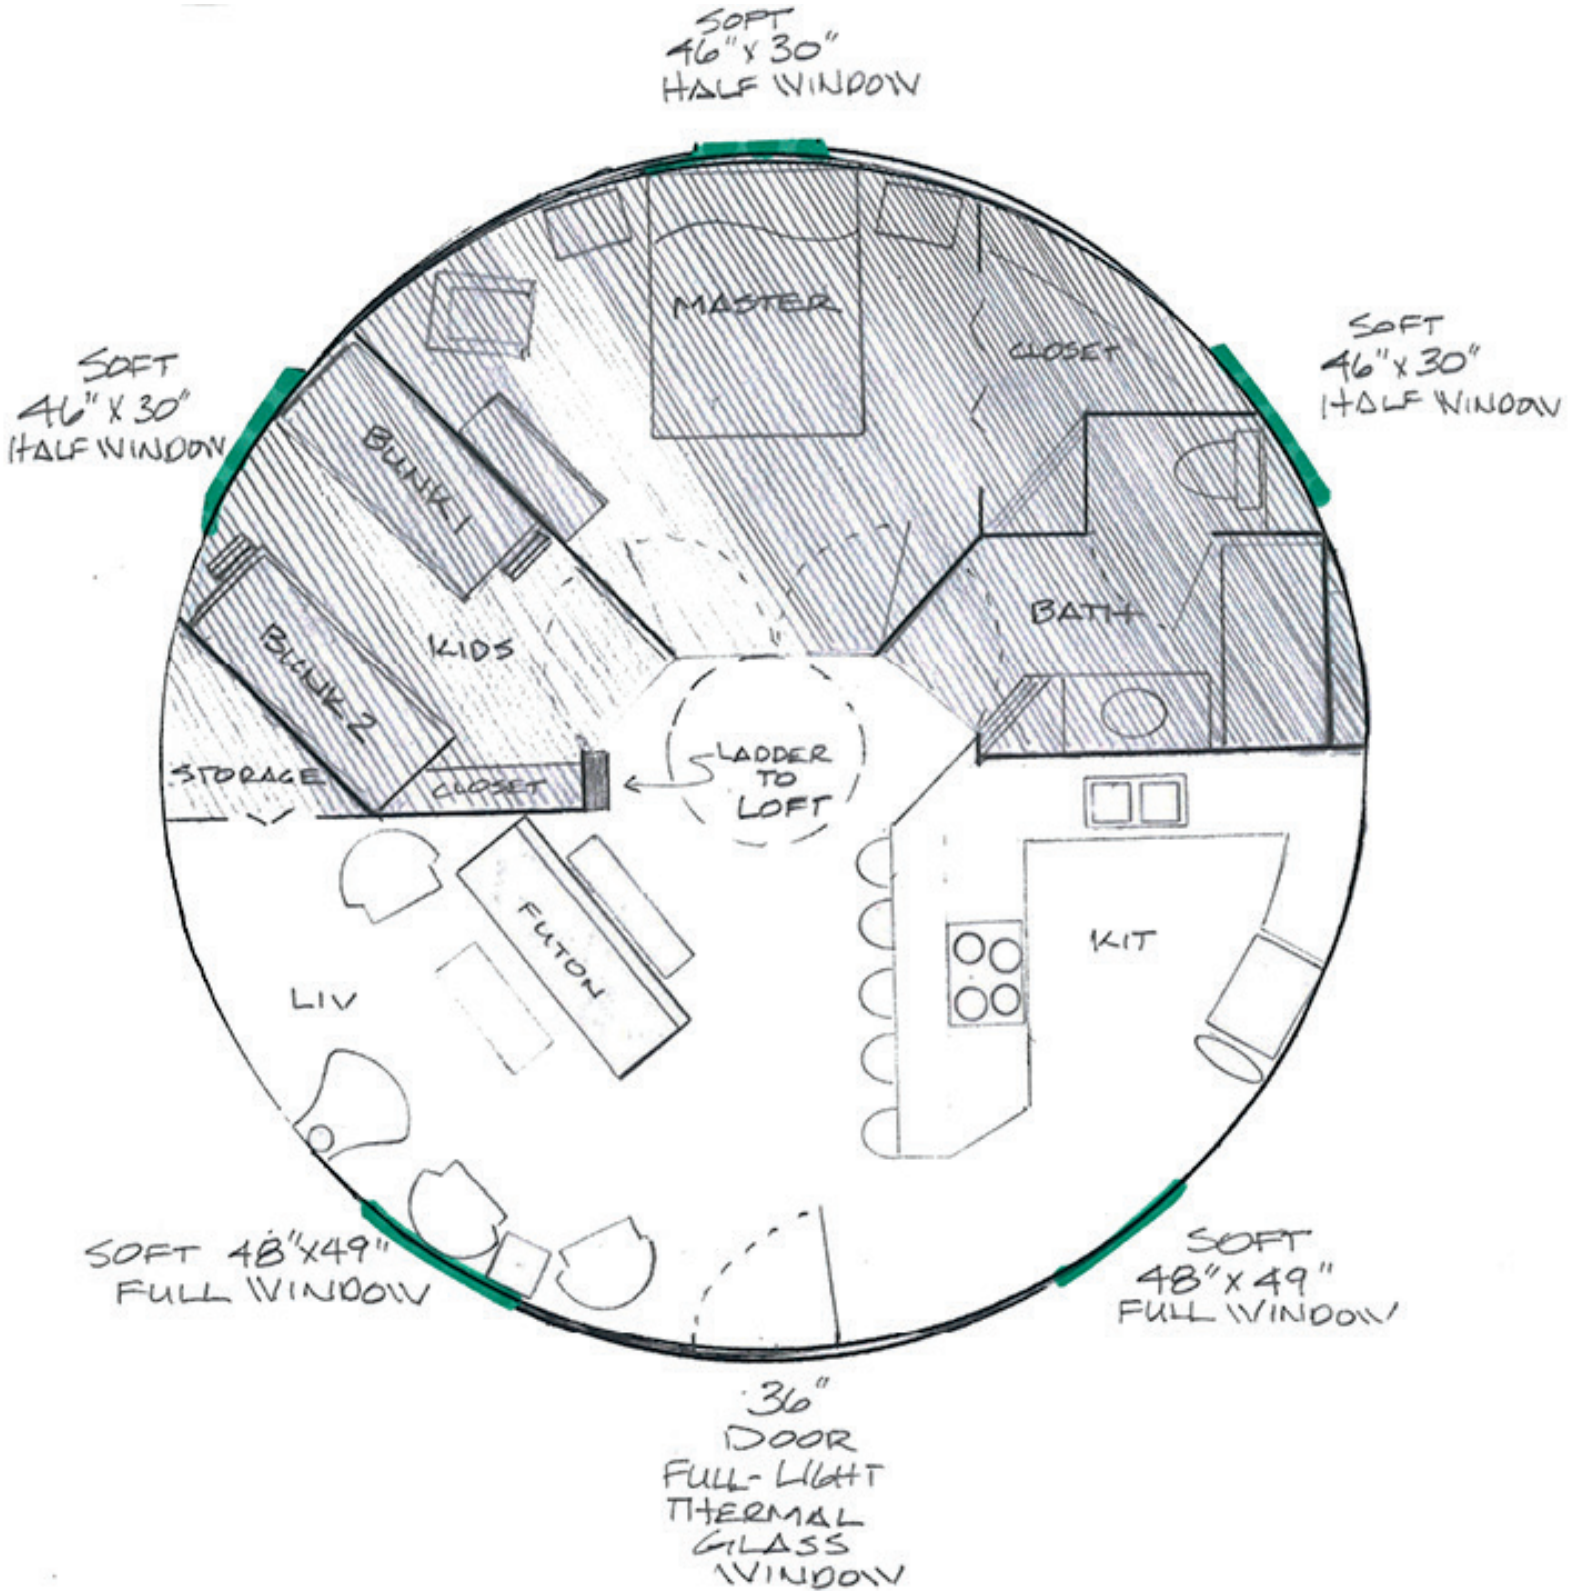 SOFT
46" X 30"
HALF WINDOW
SOFT
46" X 30"
HALF WINDOW
SOFT
46" X 30"
HALF WINDOW
MASTER
CLOSET
BUNK 1
BATH
KIDS
BUNK 2
STORAGE
CLOSET
LADDER
TO
LOFT
FUTON
KIT
LIV
SOFT 48"X49"
FULL WINDOW
SOFT
48" X 49"
FULL WINDOW
36"
DOOR
FULL-LIGHT
THERMAL
GLASS
WINDOW